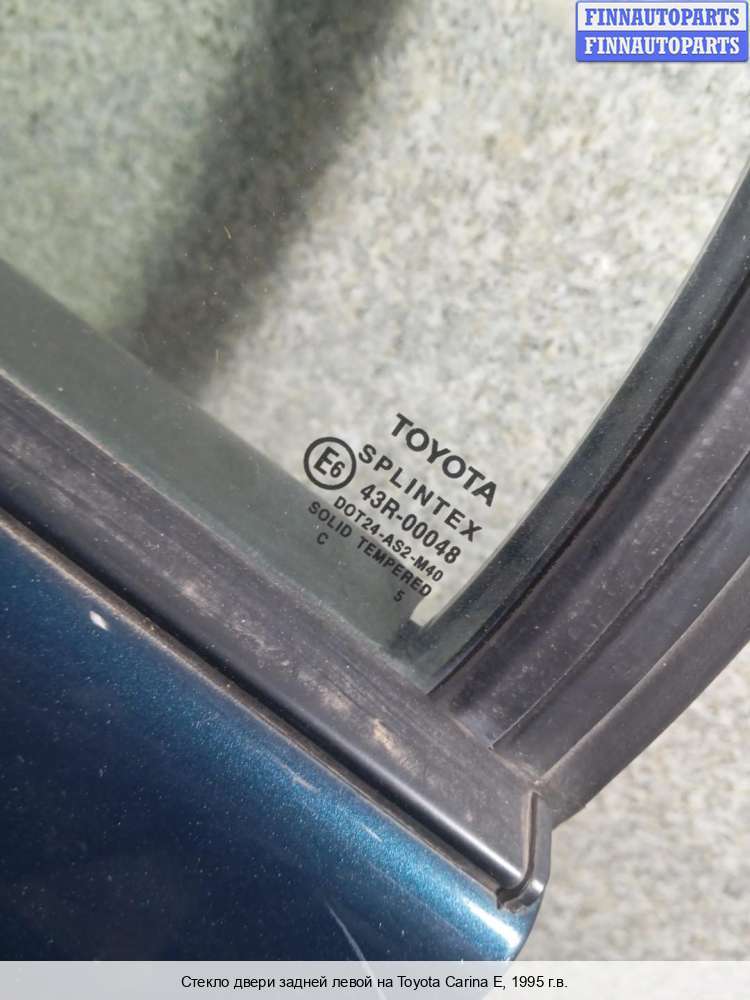 FINNAUTOPARTS
FINNAUTOPARTS
TOYOTA
SPLINTEX
E6 43R-00048
DOT24-AS2-M40
SOLID TEMPERED
C 5
Стекло двери задней левой на Toyota Carina E, 1995 г.в.